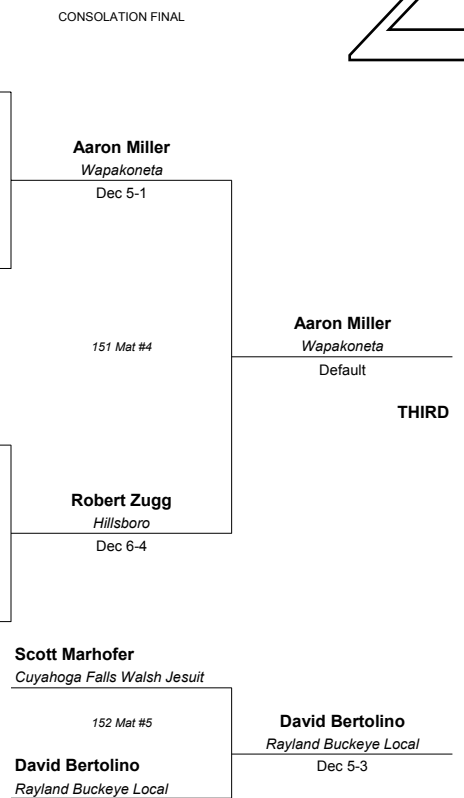 CONSOLATION FINAL
Aaron Miller
Wapakoneta
Dec 5-1
151 Mat #4
Aaron Miller
Wapakoneta
Default
THIRD
Robert Zugg
Hillsboro
Dec 6-4
Scott Marhofer
Cuyahoga Falls Walsh Jesuit
152 Mat #5
David Bertolino
Rayland Buckeye Local
Dec 5-3
David Bertolino
Rayland Buckeye Local